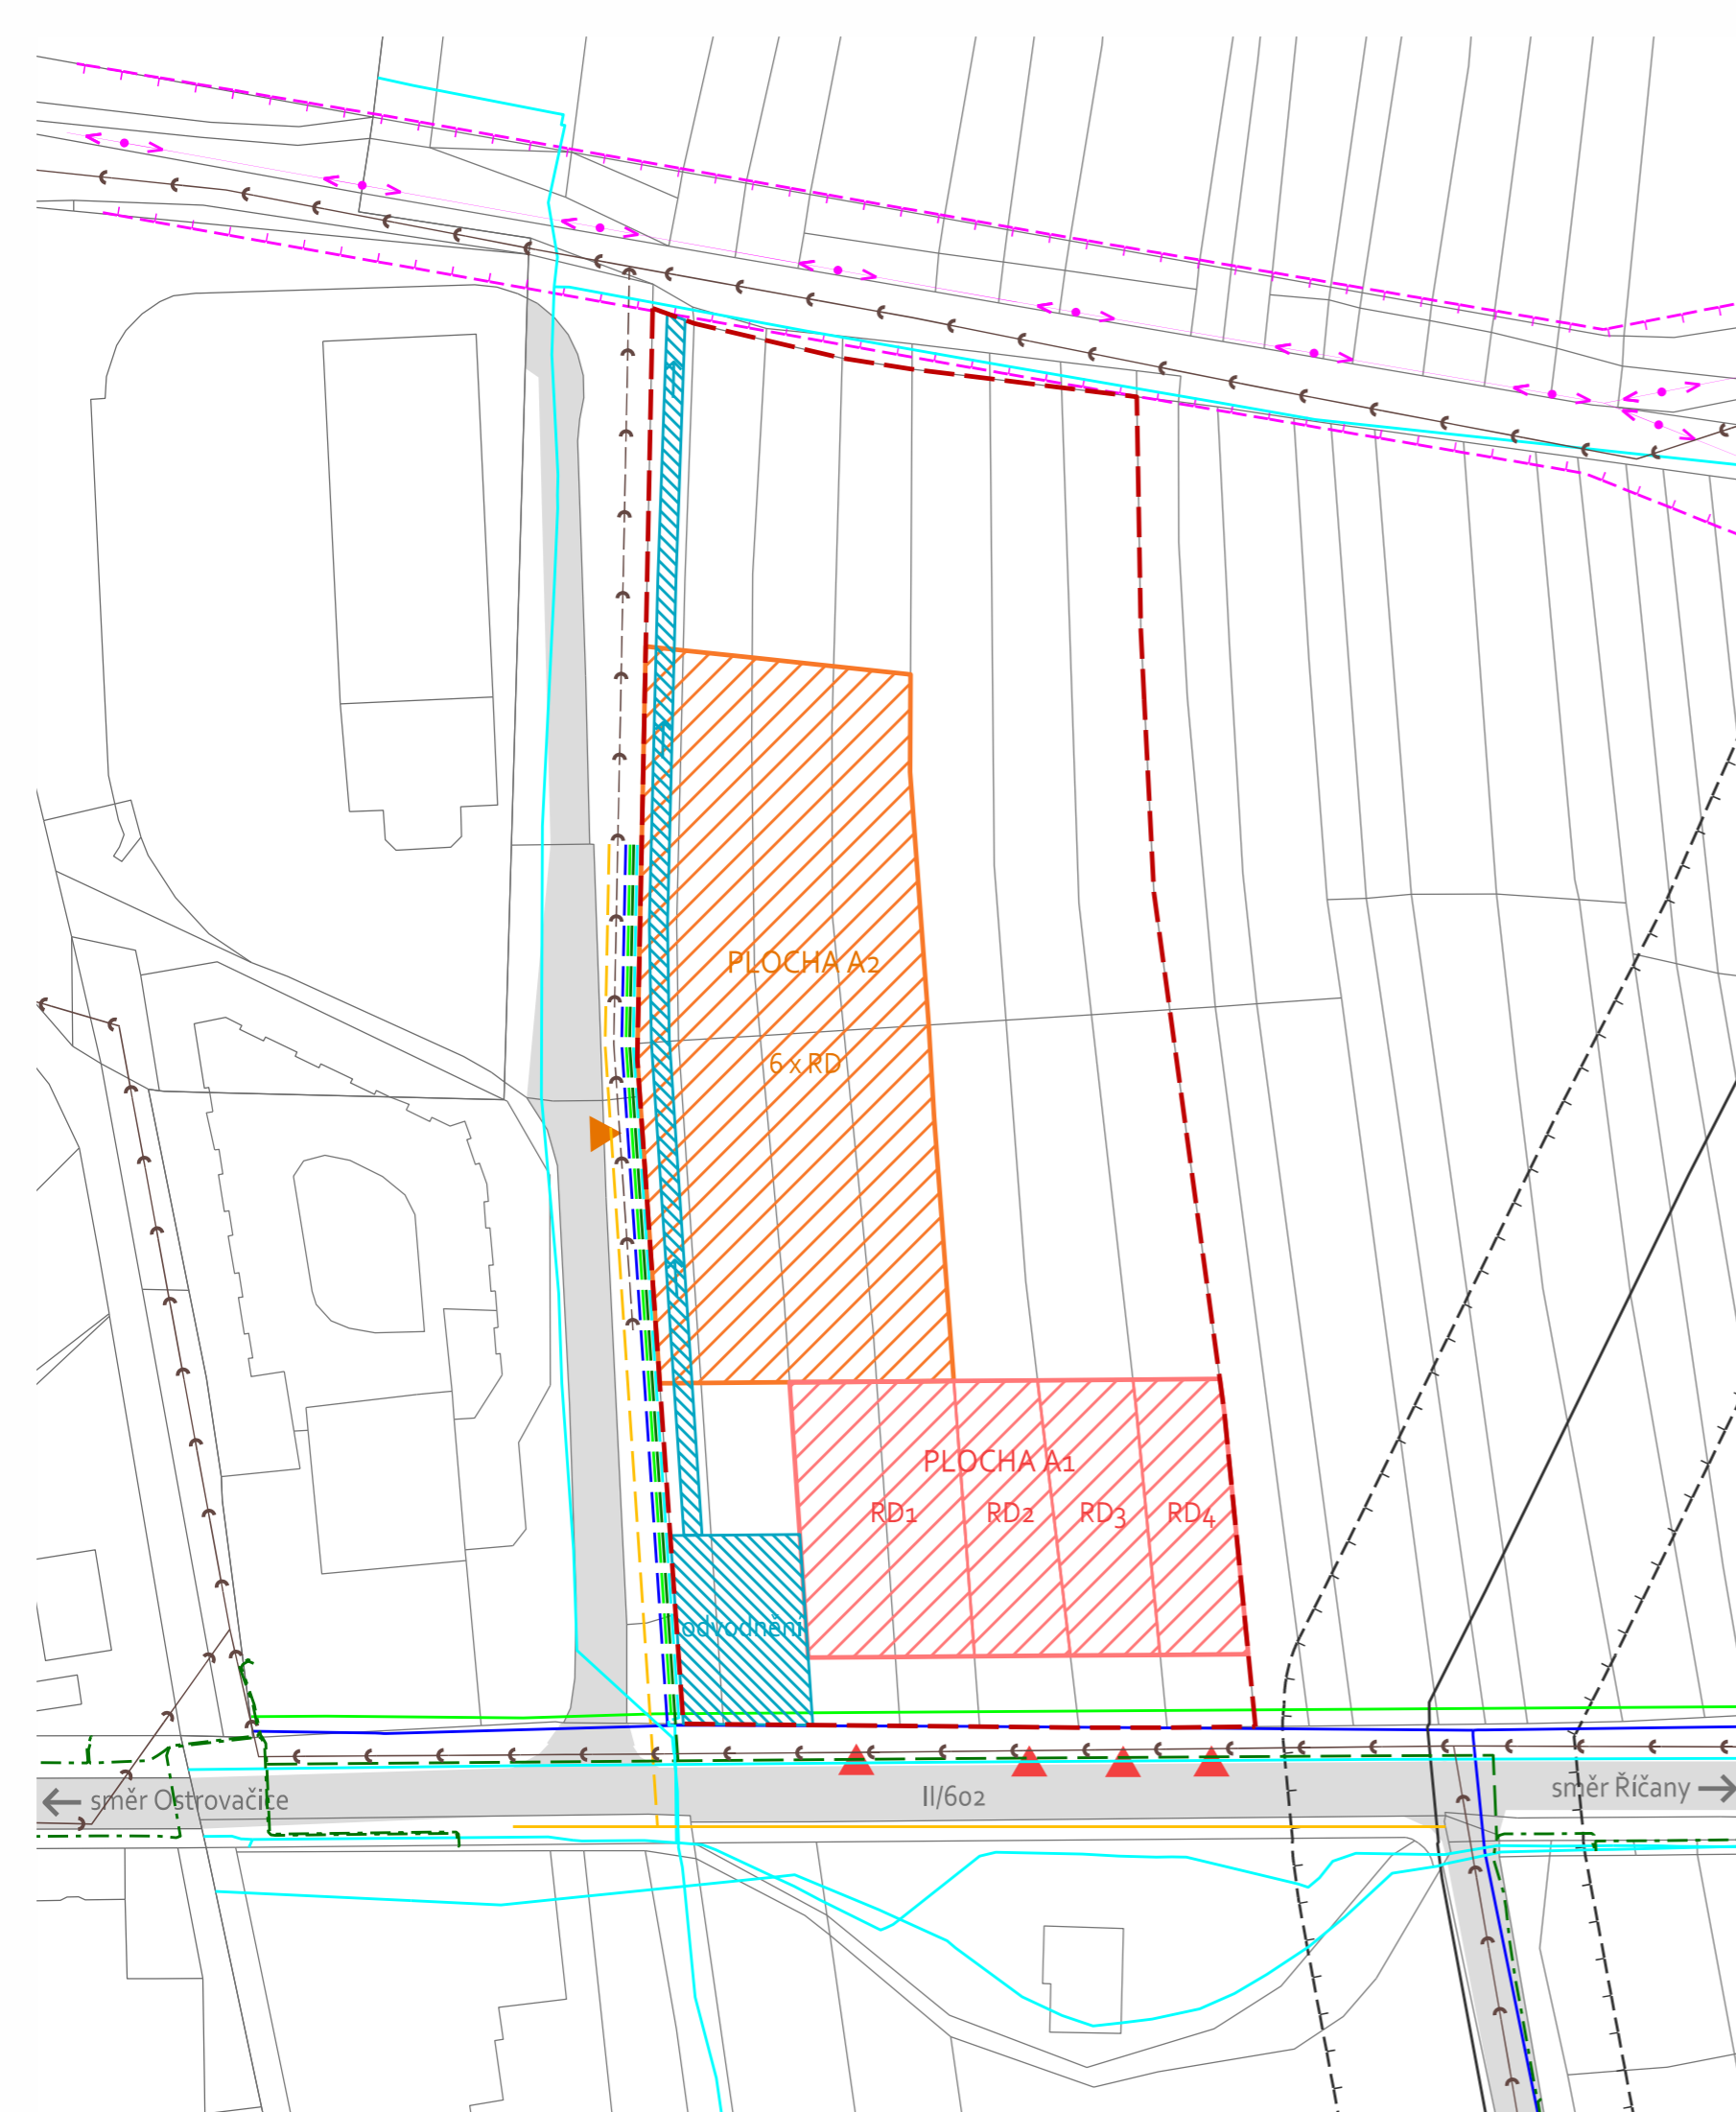 PLOCHA A2
6 x RD
PLOCHA A1
RD1 RD2 RD3 RD4
odvodnění
směr Ostrovačice
II/602
směr Říčany